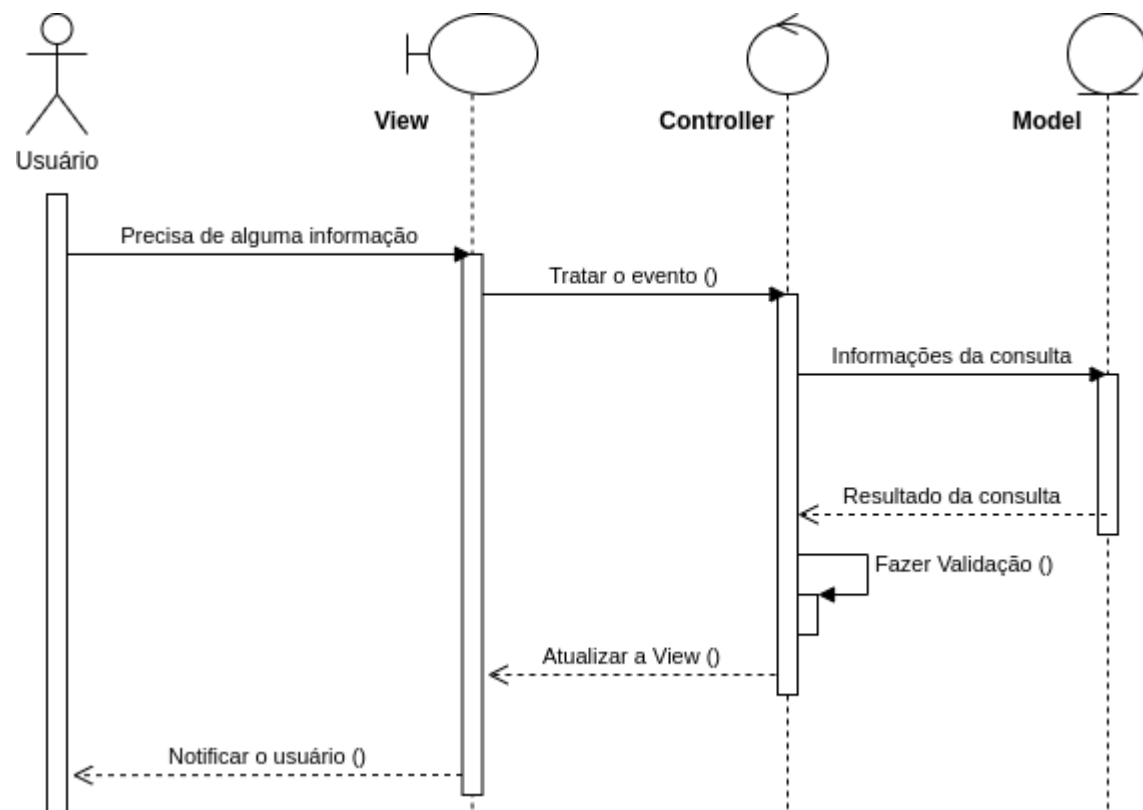 View
Controller
Model
Usuário
Precisa de alguma informação
Tratar o evento ()
Informações da consulta
Resultado da consulta
Fazer Validação ()
Atualizar a View ()
Notificar o usuário ()